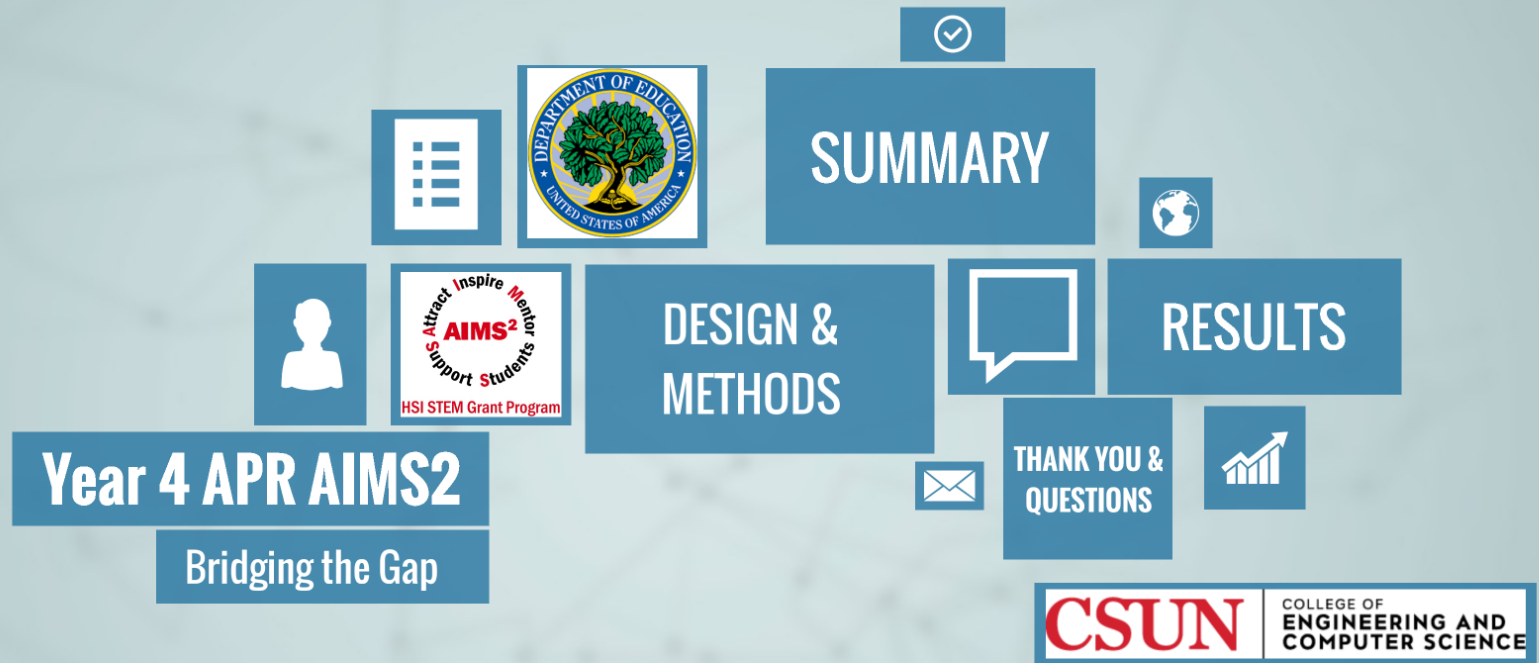 DEPARTMENT OF EDUCATION
UNITED STATES OF AMERICA
SUMMARY
Attract Inspire Mentor
AIMS²
Support Students
HSI STEM Grant Program
DESIGN &
METHODS
RESULTS
Year 4 APR AIMS2
Bridging the Gap
THANK YOU &
QUESTIONS
CSUN
COLLEGE OF
ENGINEERING AND
COMPUTER SCIENCE